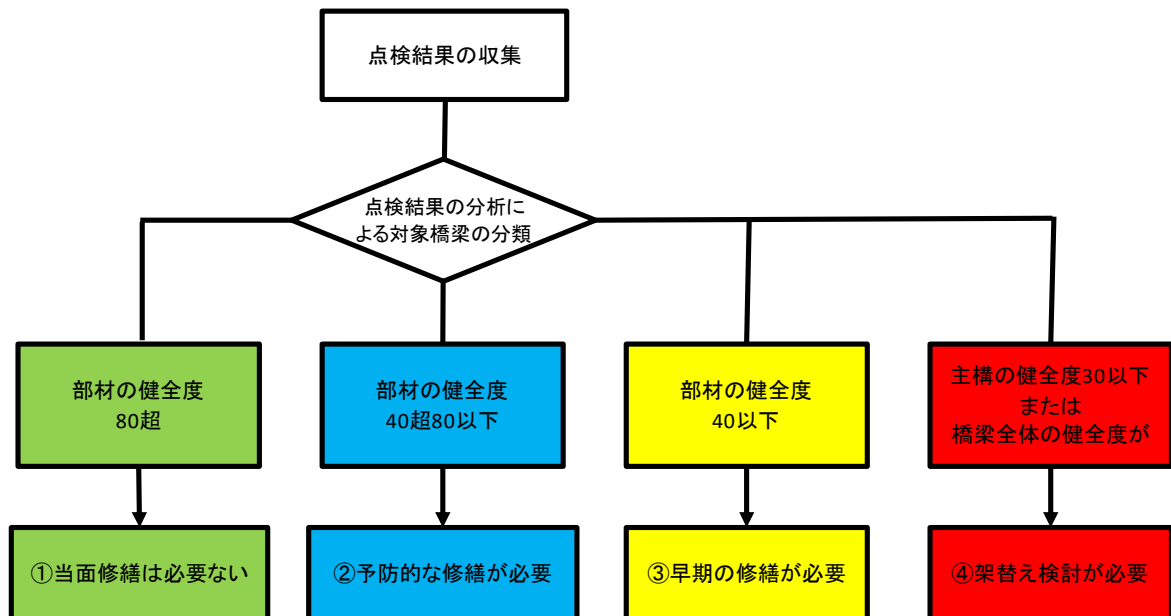 点検結果の収集
点検結果の分析に
よる対象橋梁の分類
部材の健全度
80超
部材の健全度
40超80以下
部材の健全度
40以下
主構の健全度30以下
または
橋梁全体の健全度が
①当面修繕は必要ない
②予防的な修繕が必要
③早期の修繕が必要
④架替え検討が必要